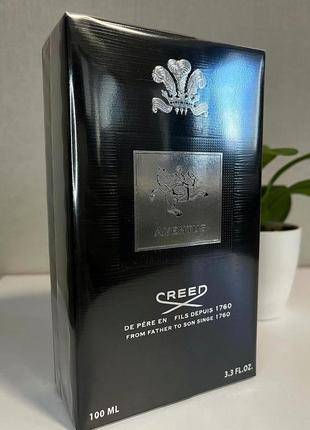 AVENTUS
CREED
DE PÈRE EN FILS DEPUIS 1760
FROM FATHER TO SON SINGE 1760
100 ML
3.3 FL.OZ.